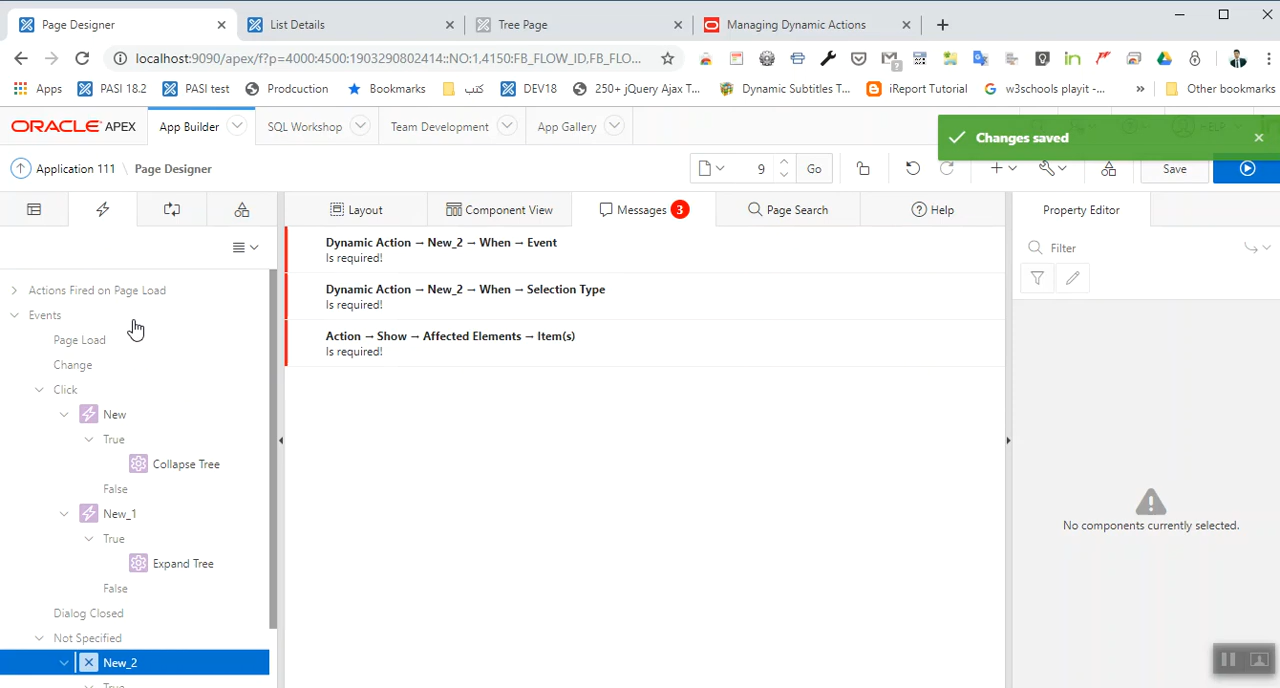 Page Designer
List Details
Tree Page
Managing Dynamic Actions
localhost:9090/apex/f?p=4000:4500:1903290802414::NO:1,4150:FB_FLOW_ID,FB_FLO...
Apps
PASI 18.2
PASI test
Prodcuction
Bookmarks
كتب
DEV18
250+ jQuery Ajax T...
Dynamic Subtitles T...
iReport Tutorial
w3schools playit -...
»
Other bookmarks
ORACLE APEX
App Builder
SQL Workshop
Team Development
App Gallery
Changes saved
Application 111 \ Page Designer
9
Go
Save
Layout
Component View
Messages 3
Page Search
Help
Property Editor
Filter
Actions Fired on Page Load
Events
Page Load
Change
Click
New
True
Collapse Tree
False
New_1
True
Expand Tree
False
Dialog Closed
Not Specified
New_2
Dynamic Action → New_2 → When → Event
Is required!
Dynamic Action → New_2 → When → Selection Type
Is required!
Action → Show → Affected Elements → Item(s)
Is required!
No components currently selected.